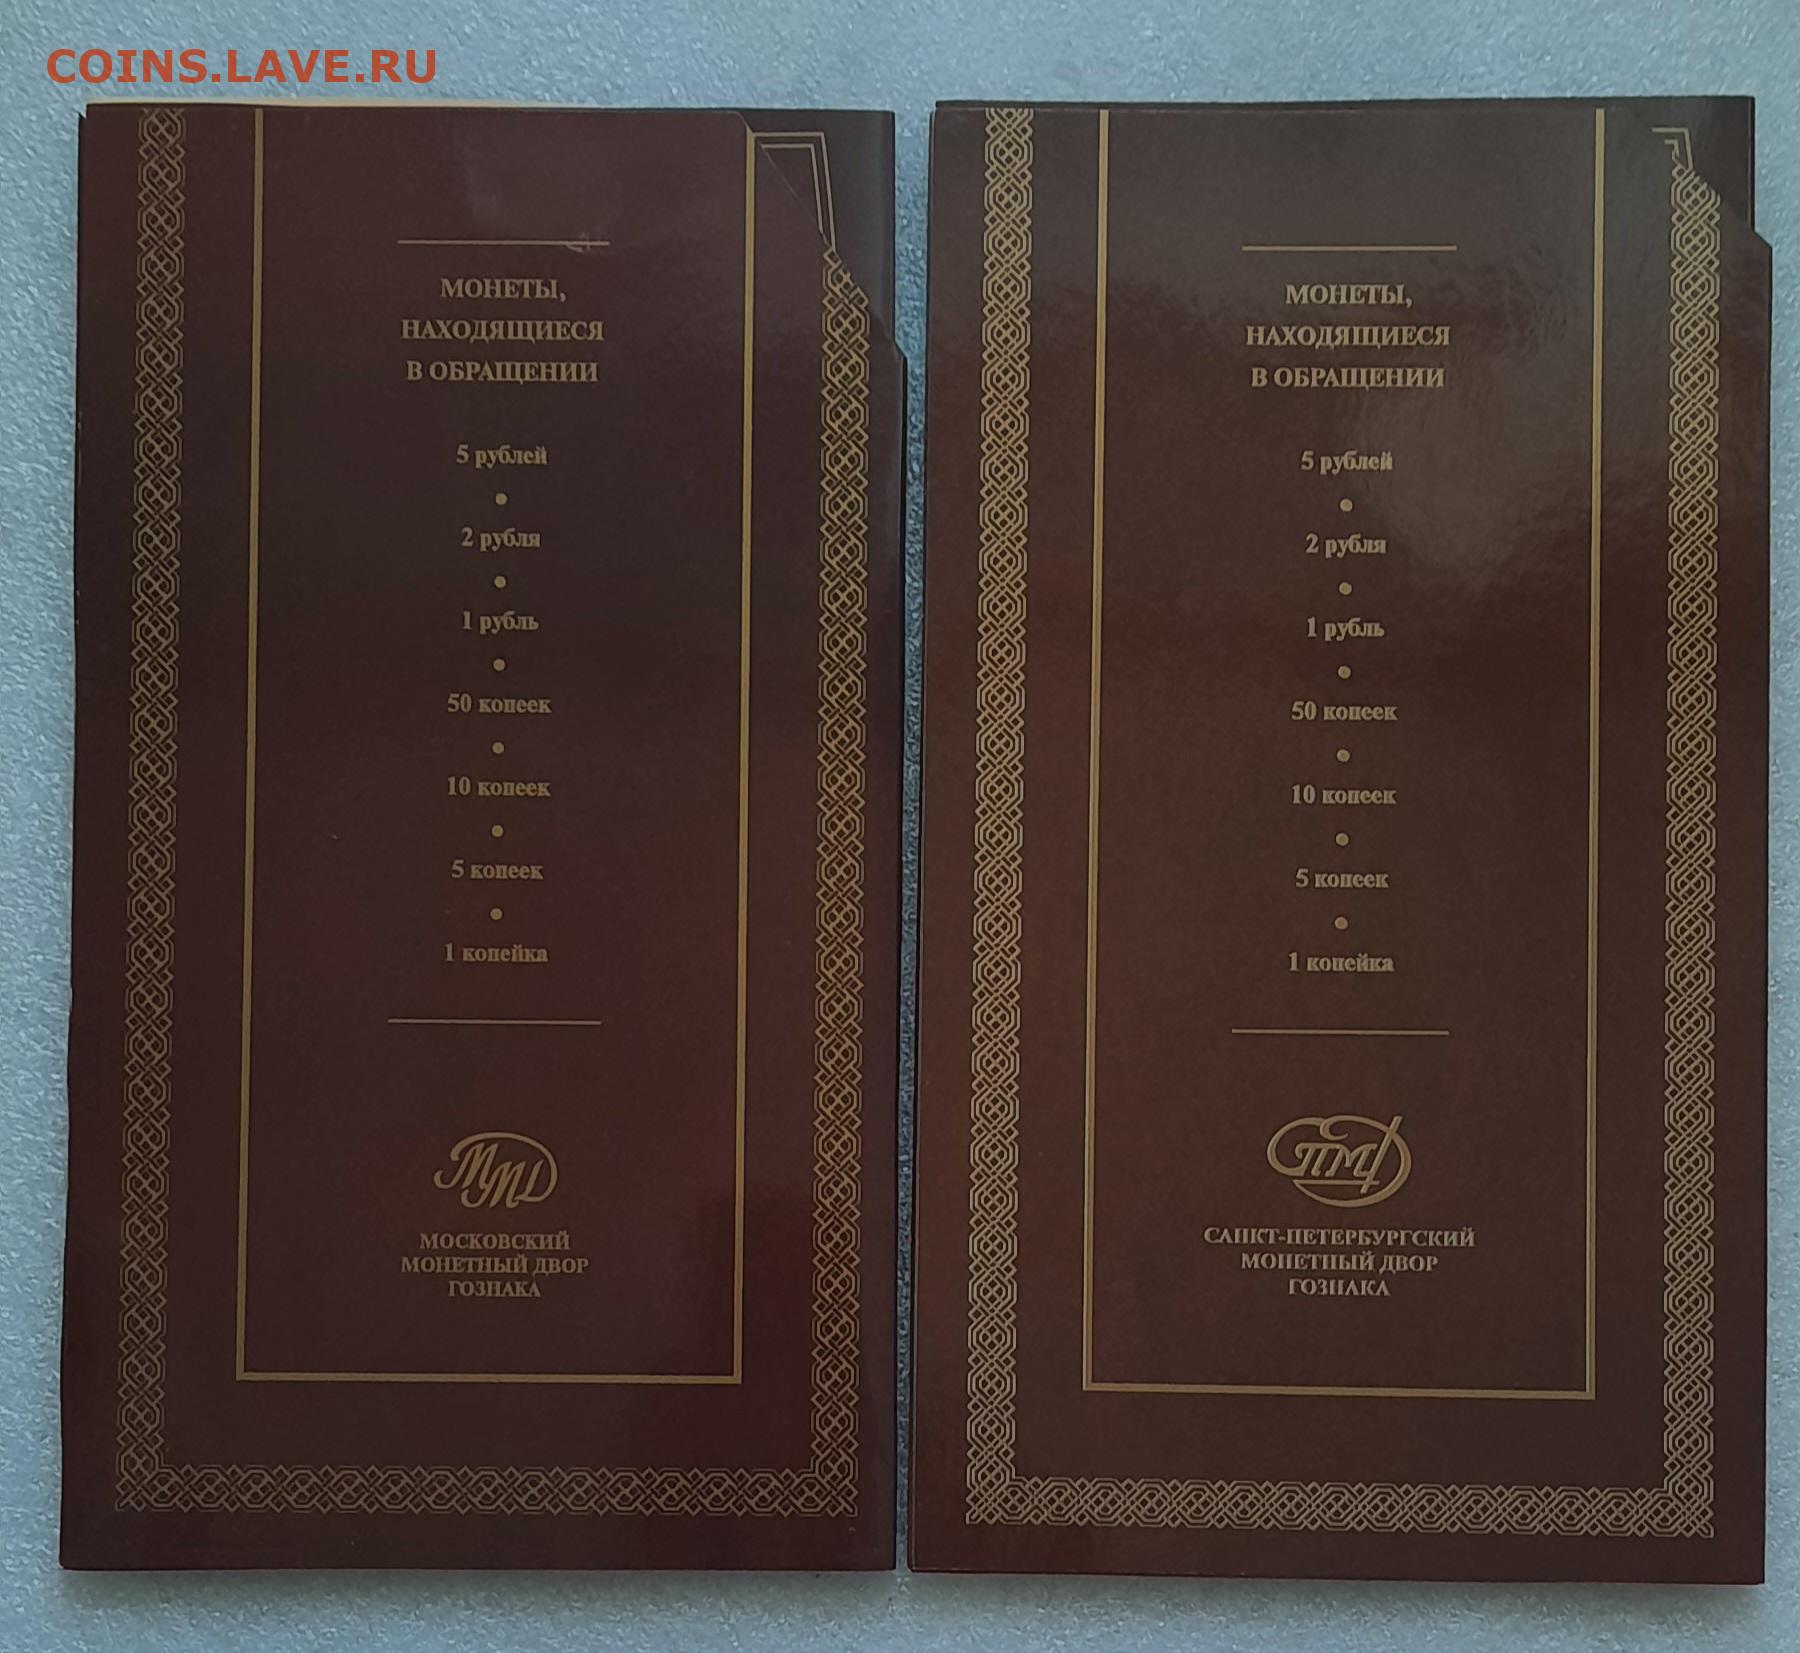 COINS.LAVE.RU
МОНЕТЫ,
НАХОДЯЩИЕСЯ
В ОБРАЩЕНИИ
5 рублей
2 рубля
1 рубль
50 копеек
10 копеек
5 копеек
1 копейка
ММД
МОСКОВСКИЙ
МОНЕТНЫЙ ДВОР
ГОЗНАКА
МОНЕТЫ,
НАХОДЯЩИЕСЯ
В ОБРАЩЕНИИ
5 рублей
2 рубля
1 рубль
50 копеек
10 копеек
5 копеек
1 копейка
СПМД
САНКТ-ПЕТЕРБУРГСКИЙ
МОНЕТНЫЙ ДВОР
ГОЗНАКА